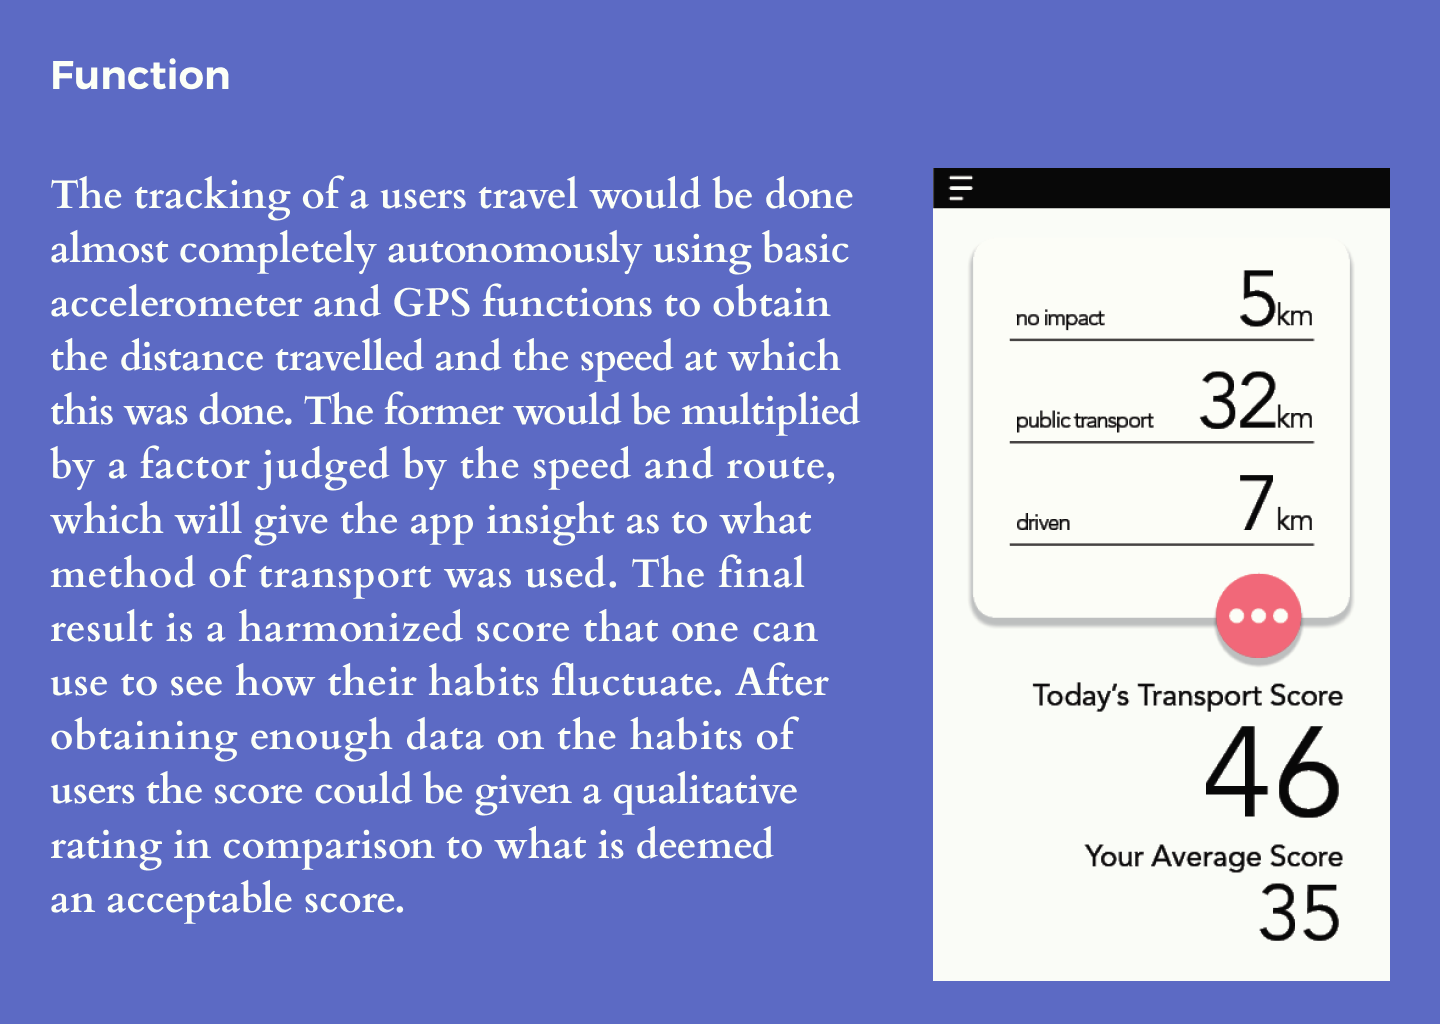 Function
The tracking of a users travel would be done
almost completely autonomously using basic
accelerometer and GPS functions to obtain
the distance travelled and the speed at which
this was done. The former would be multiplied
by a factor judged by the speed and route,
which will give the app insight as to what
method of transport was used. The final
result is a harmonized score that one can
use to see how their habits fluctuate. After
obtaining enough data on the habits of
users the score could be given a qualitative
rating in comparison to what is deemed
an acceptable score.
no impact 5km
public transport 32km
driven 7km
Today's Transport Score
46
Your Average Score
35